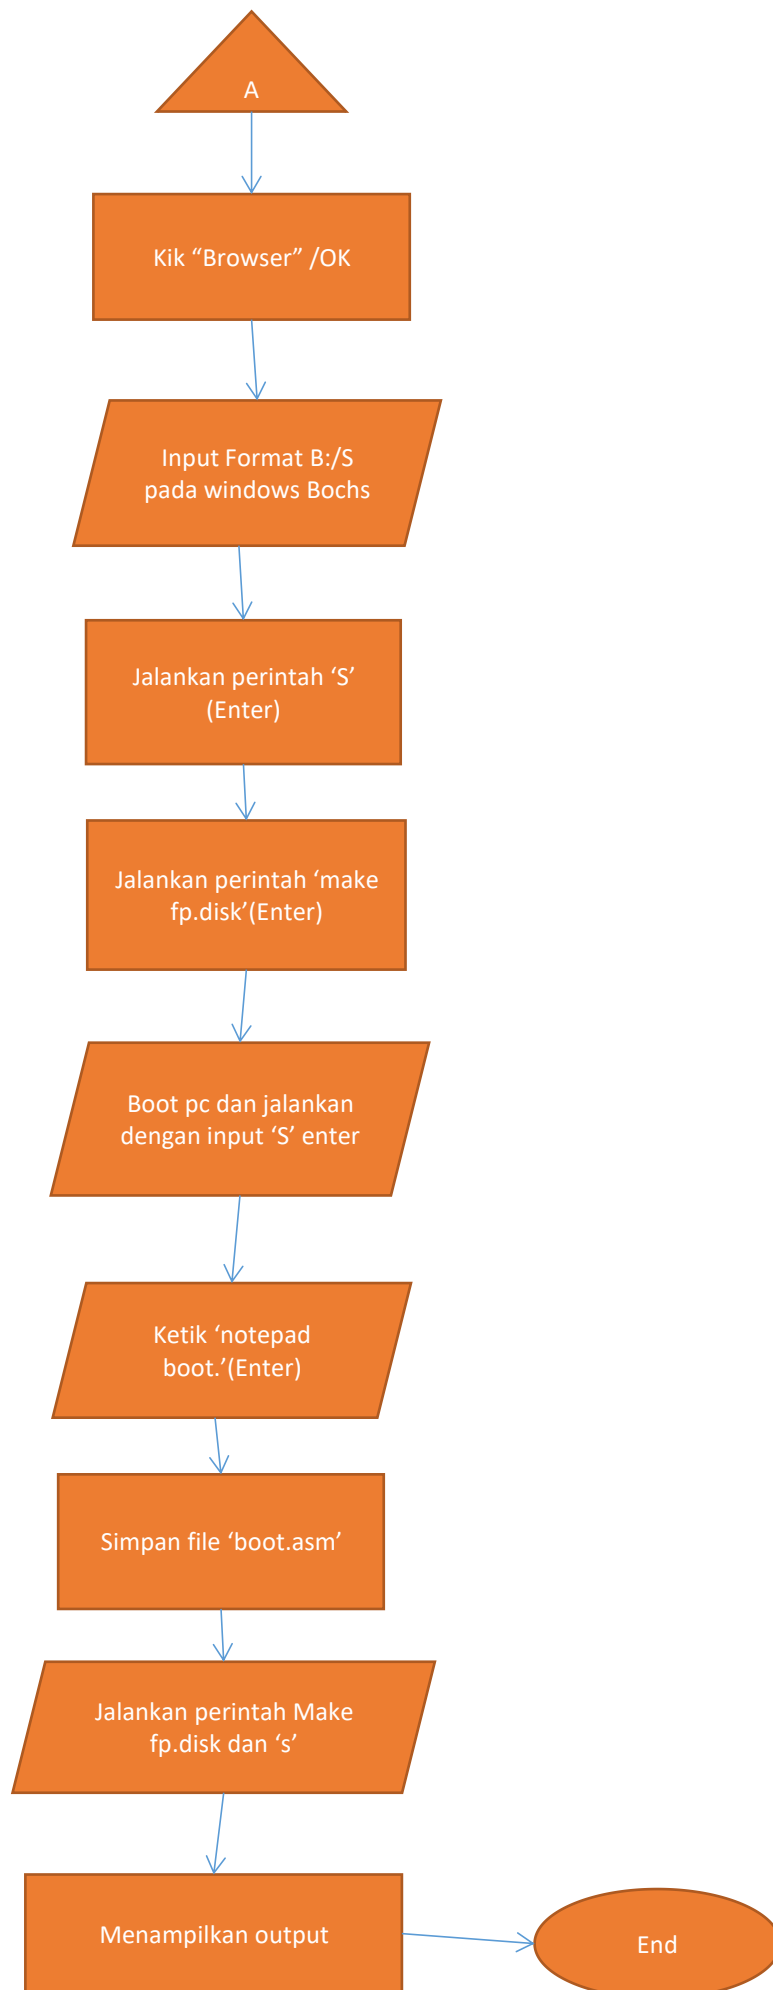 A
Kik “Browser” /OK
Input Format B:/S
pada windows Bochs
Jalankan perintah ‘S’
(Enter)
Jalankan perintah ‘make
fp.disk’(Enter)
Boot pc dan jalankan
dengan input ‘S’ enter
Ketik ‘notepad
boot.’(Enter)
Simpan file ‘boot.asm’
Jalankan perintah Make
fp.disk dan ‘s’
Menampilkan output
End